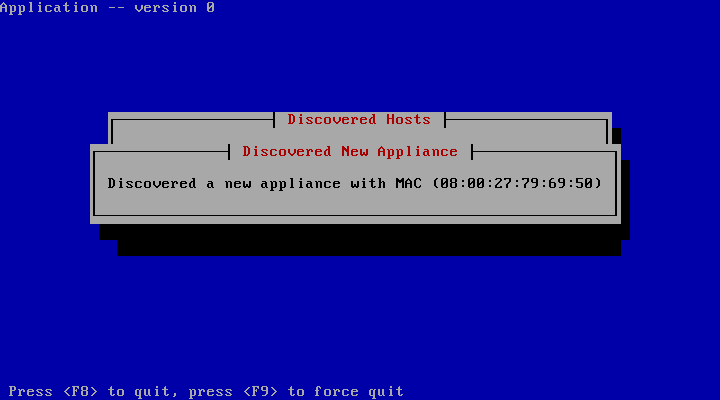 Application -- version 0
Discovered Hosts
Discovered New Appliance
Discovered a new appliance with MAC (08:00:27:79:69:50)
Press <F8> to quit, press <F9> to force quit